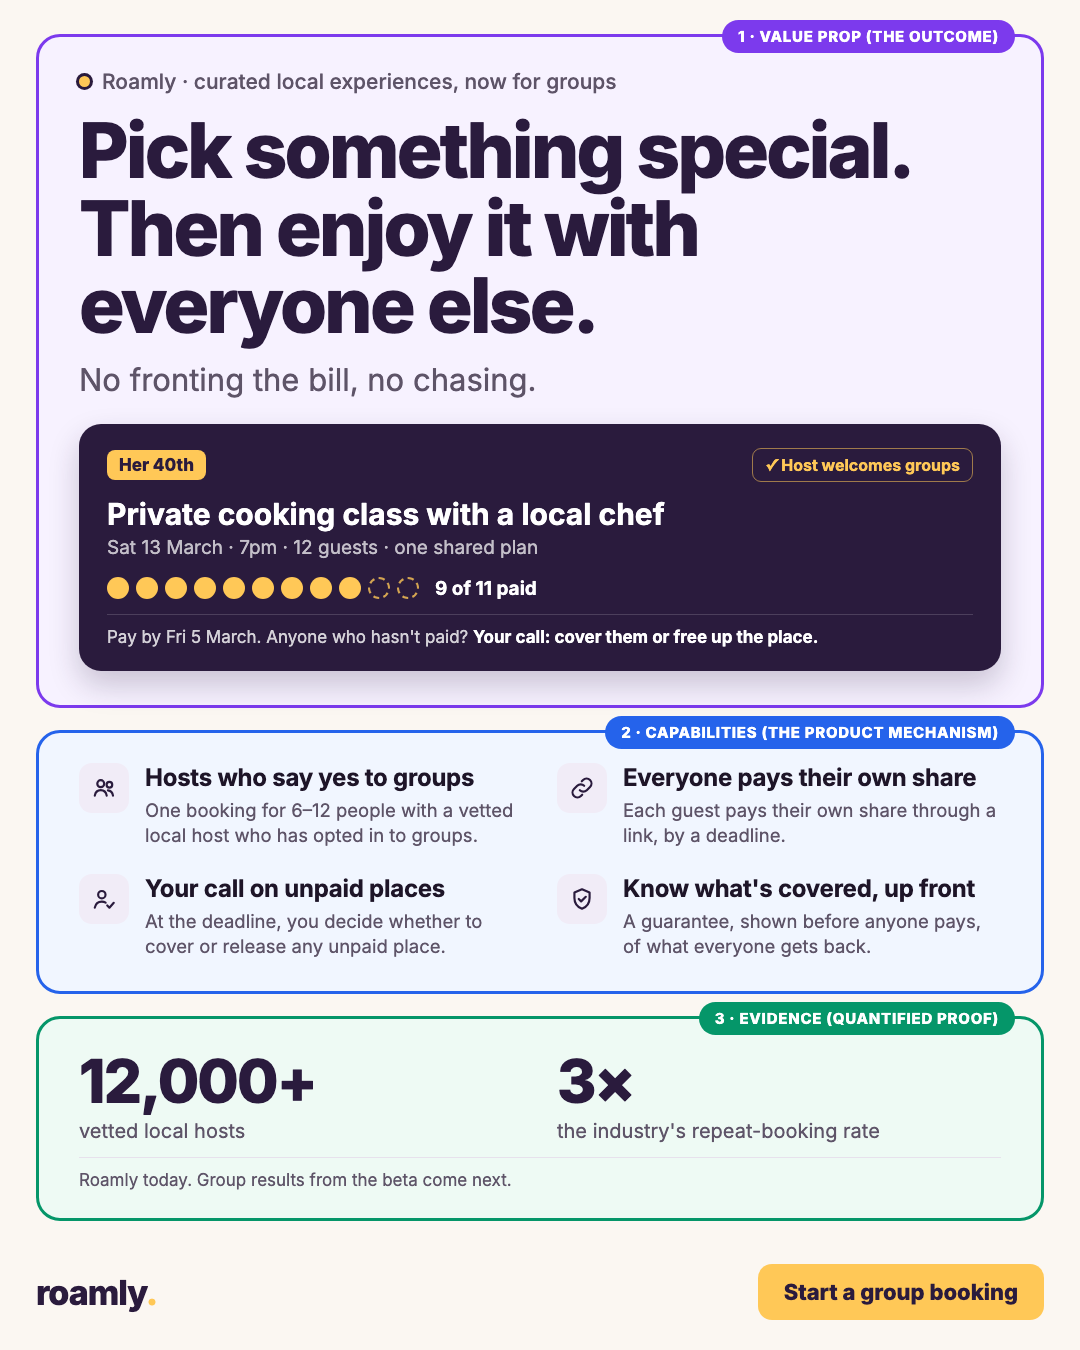 1 · VALUE PROP (THE OUTCOME)
Roamly · curated local experiences, now for groups
Pick something special.
Then enjoy it with
everyone else.
No fronting the bill, no chasing.
Her 40th
✓Host welcomes groups
Private cooking class with a local chef
Sat 13 March · 7pm · 12 guests · one shared plan
9 of 11 paid
Pay by Fri 5 March. Anyone who hasn't paid? Your call: cover them or free up the place.
2 · CAPABILITIES (THE PRODUCT MECHANISM)
Hosts who say yes to groups
One booking for 6–12 people with a vetted
local host who has opted in to groups.
Everyone pays their own share
Each guest pays their own share through a
link, by a deadline.
Your call on unpaid places
At the deadline, you decide whether to
cover or release any unpaid place.
Know what's covered, up front
A guarantee, shown before anyone pays,
of what everyone gets back.
3 · EVIDENCE (QUANTIFIED PROOF)
12,000+
vetted local hosts
3×
the industry's repeat-booking rate
Roamly today. Group results from the beta come next.
roamly.
Start a group booking